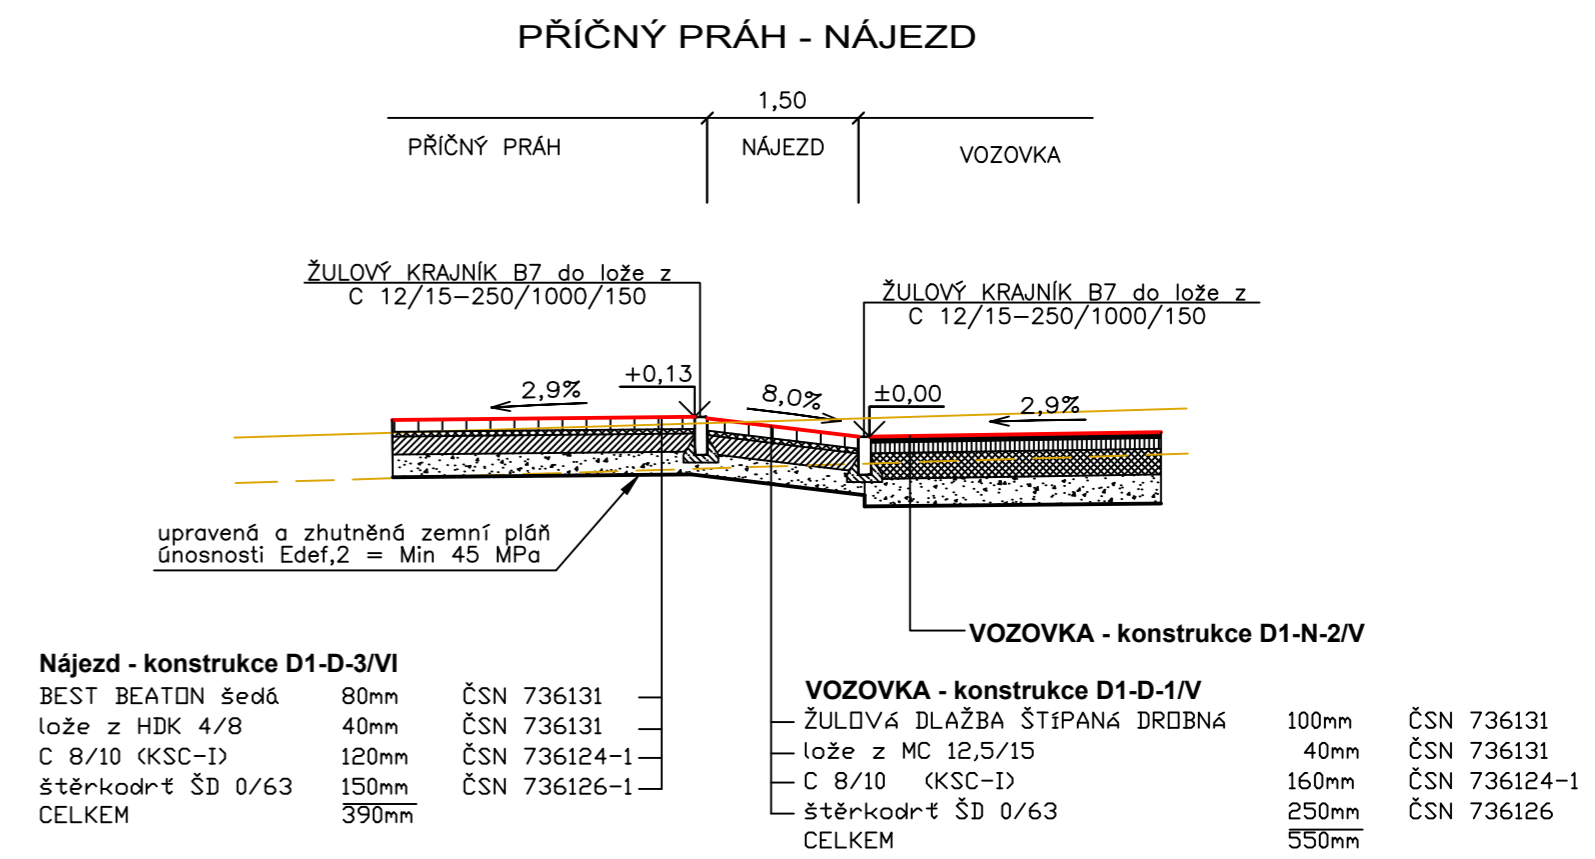 PŘÍČNÝ PRÁH - NÁJEZD
1,50
PŘÍČNÝ PRÁH
NÁJEZD
VOZOVKA
ŽULOVÝ KRAJNÍK B7 do lože z
C 12/15-250/1000/150
ŽULOVÝ KRAJNÍK B7 do lože z
C 12/15-250/1000/150
2,9%
+0,13
8,0%
±0,00
2,9%
upravená a zhutněná zemní pláň
únosnosti Edef,2 = Min 45 MPa
VOZOVKA - konstrukce D1-N-2/V
Nájezd - konstrukce D1-D-3/VI
BEST BEATON šedá 80mm ČSN 736131
lože z HDK 4/8 40mm ČSN 736131
C 8/10 (KSC-I) 120mm ČSN 736124-1
štěrkodrť ŠD 0/63 150mm ČSN 736126-1
CELKEM 390mm
VOZOVKA - konstrukce D1-D-1/V
ŽULOVÁ DLAŽBA ŠTÍPANÁ DROBNÁ 100mm ČSN 736131
lože z MC 12,5/15 40mm ČSN 736131
C 8/10 (KSC-I) 160mm ČSN 736124-1
štěrkodrť ŠD 0/63 250mm ČSN 736126
CELKEM 550mm